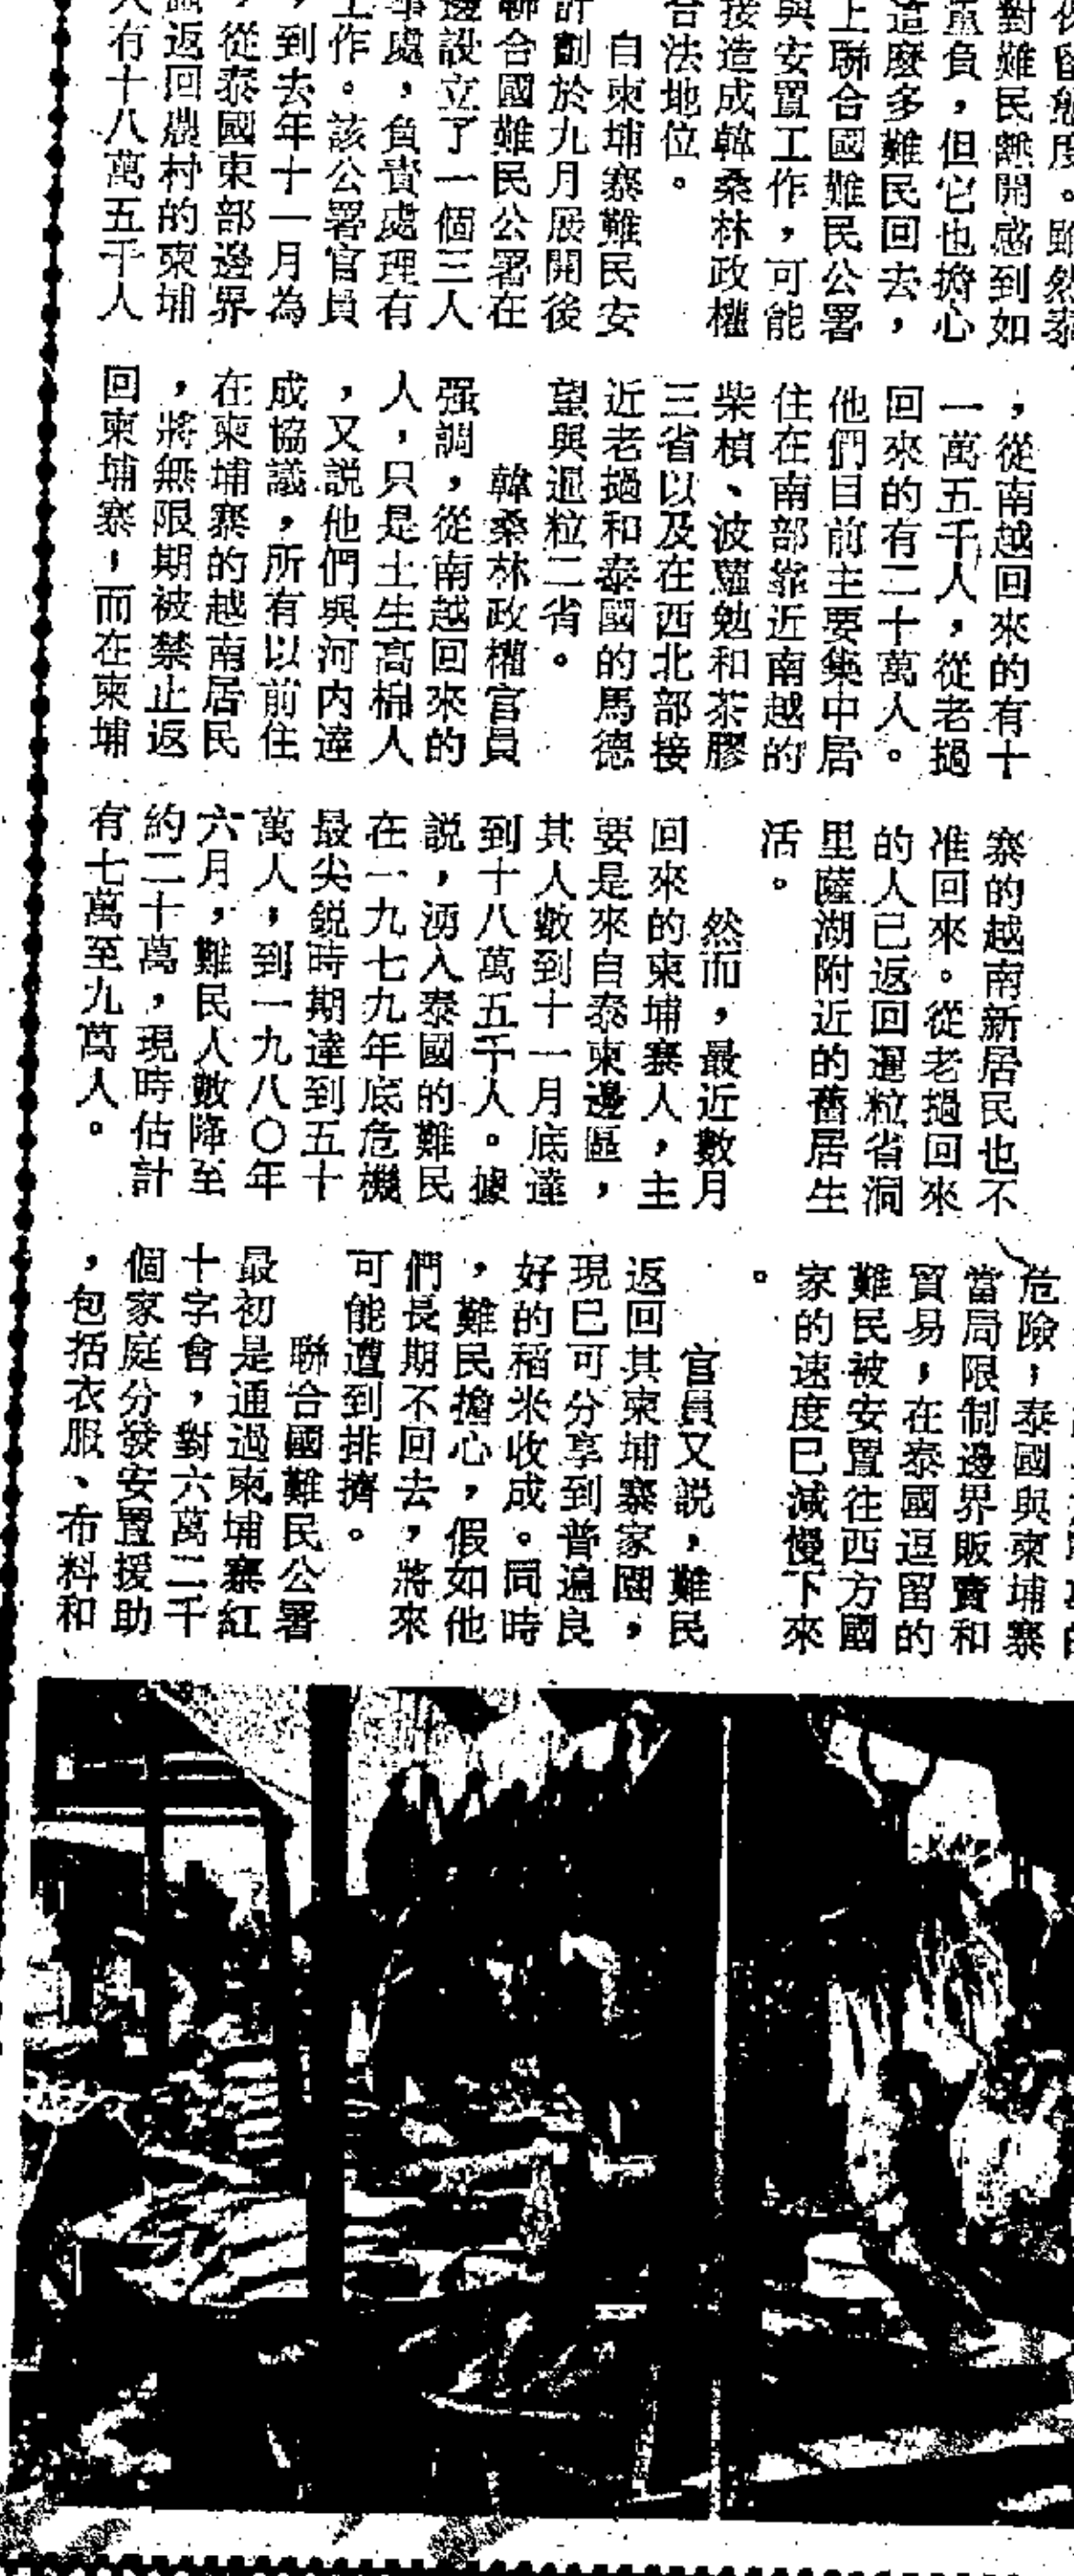 對難民離開感到如
重負，但它也擔心
這麼多難民回去，
上聯合國難民公署
與安置工作，可能
接造成韓桑林政權
合法地位。
自柬埔寨難民安
計劃於九月展開後
聯合國難民公署在
邊設立了一個三人
事處，負責處理有
工作。該公署官員
，到去年十一月為
，從泰國東部邊界
返回農村的柬埔
人有十八萬五千人
，從南越回來的有十
一萬五千人，從老撾
回來的有二十萬人。
他們目前主要集中居
住在南部靠近南越的
柴楨、波蘿勉和茶膠
三省以及在西北部接
近老撾和泰國的馬德
望與暹粒二省。
韓桑林政權官員
强調，從南越回來的
人，只是土生高棉人
，又説他們與河內達
成協議，所有以前住
在柬埔寨的越南居民
，將無限期被禁止返
回柬埔寨，而在柬埔
寨的越南新居民也不
准回來。從老撾回來
的人已返回暹粒省洞
里薩湖附近的舊居生
活。
然而，最近數月
回來的柬埔寨人，主
要是來自泰東邊區，
其人數到十一月底達
到十八萬五千人。據
説，湧入泰國的難民
在一九七九年底危機
最尖鋭時期達到五十
萬人，到一九八〇年
六月，難民人數降至
約二十萬，現時估計
有七萬至九萬人。
危險，泰國與柬埔寨
當局限制邊界販賣和
貿易，在泰國逗留的
難民被安置往西方國
家的速度已減慢下來
。
官員又説，難民
返回其柬埔寨家園，
現已可分享到普遍良
好的稻米收成。同時
，難民擔心，假如他
們長期不回去，將來
可能遭到排擠。
聯合國難民公署
最初是通過柬埔寨紅
十字會，對六萬二千
個家庭分發安置援助
，包括衣服、布料和